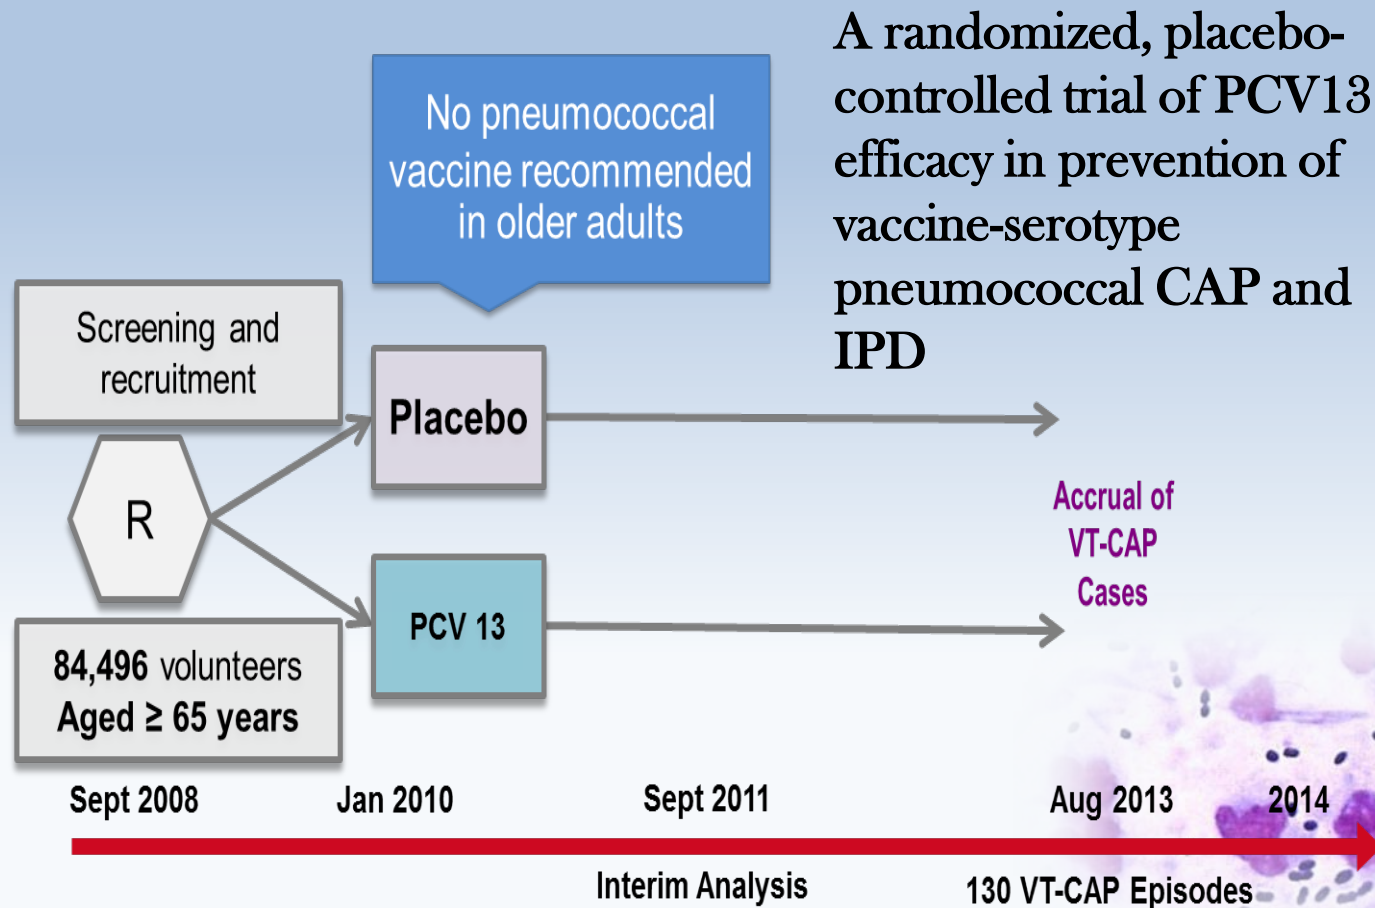 A randomized, placebo-
controlled trial of PCV13
efficacy in prevention of
vaccine-serotype
pneumococcal CAP and
IPD
No pneumococcal
vaccine recommended
in older adults
Screening and
recruitment
Placebo
R
PCV 13
84,496 volunteers
Aged ≥ 65 years
Accrual of
VT-CAP
Cases
Sept 2008
Jan 2010
Sept 2011
Aug 2013
2014
Interim Analysis
130 VT-CAP Episodes